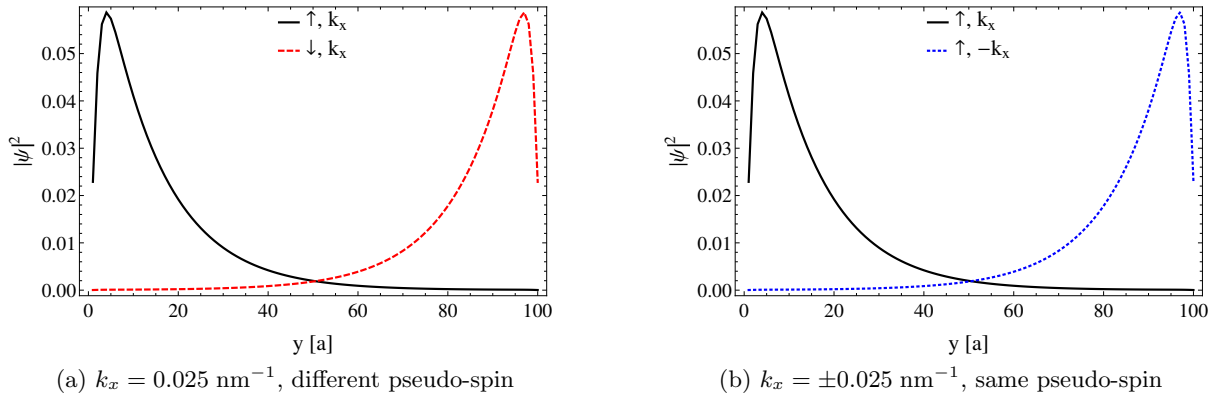 ↑, kₓ
↓, kₓ
|ψ|²
0.05
0.04
0.03
0.02
0.01
0.00
0 20 40 60 80 100
y [a]
(a) kₓ = 0.025 nm⁻¹, different pseudo-spin
↑, kₓ
↑, −kₓ
|ψ|²
0.05
0.04
0.03
0.02
0.01
0.00
0 20 40 60 80 100
y [a]
(b) kₓ = ±0.025 nm⁻¹, same pseudo-spin